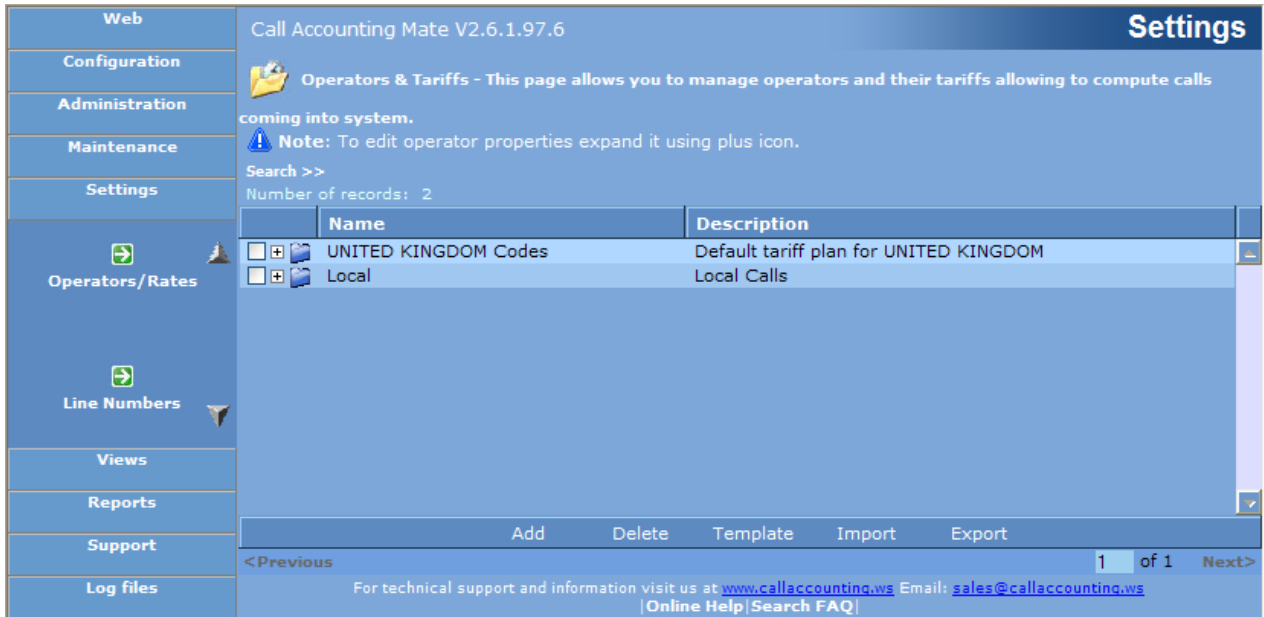 Web
Configuration
Administration
Maintenance
Settings
Operators/Rates
Line Numbers
Views
Reports
Support
Log files
Call Accounting Mate V2.6.1.97.6
Settings
Operators & Tariffs - This page allows you to manage operators and their tariffs allowing to compute calls
coming into system.
Note: To edit operator properties expand it using plus icon.
Search >>
Number of records: 2
Name Description
UNITED KINGDOM Codes Default tariff plan for UNITED KINGDOM
Local Local Calls
Add Delete Template Import Export
<Previous 1 of 1 Next>
For technical support and information visit us at www.callaccounting.ws Email: sales@callaccounting.ws
|Online Help|Search FAQ|